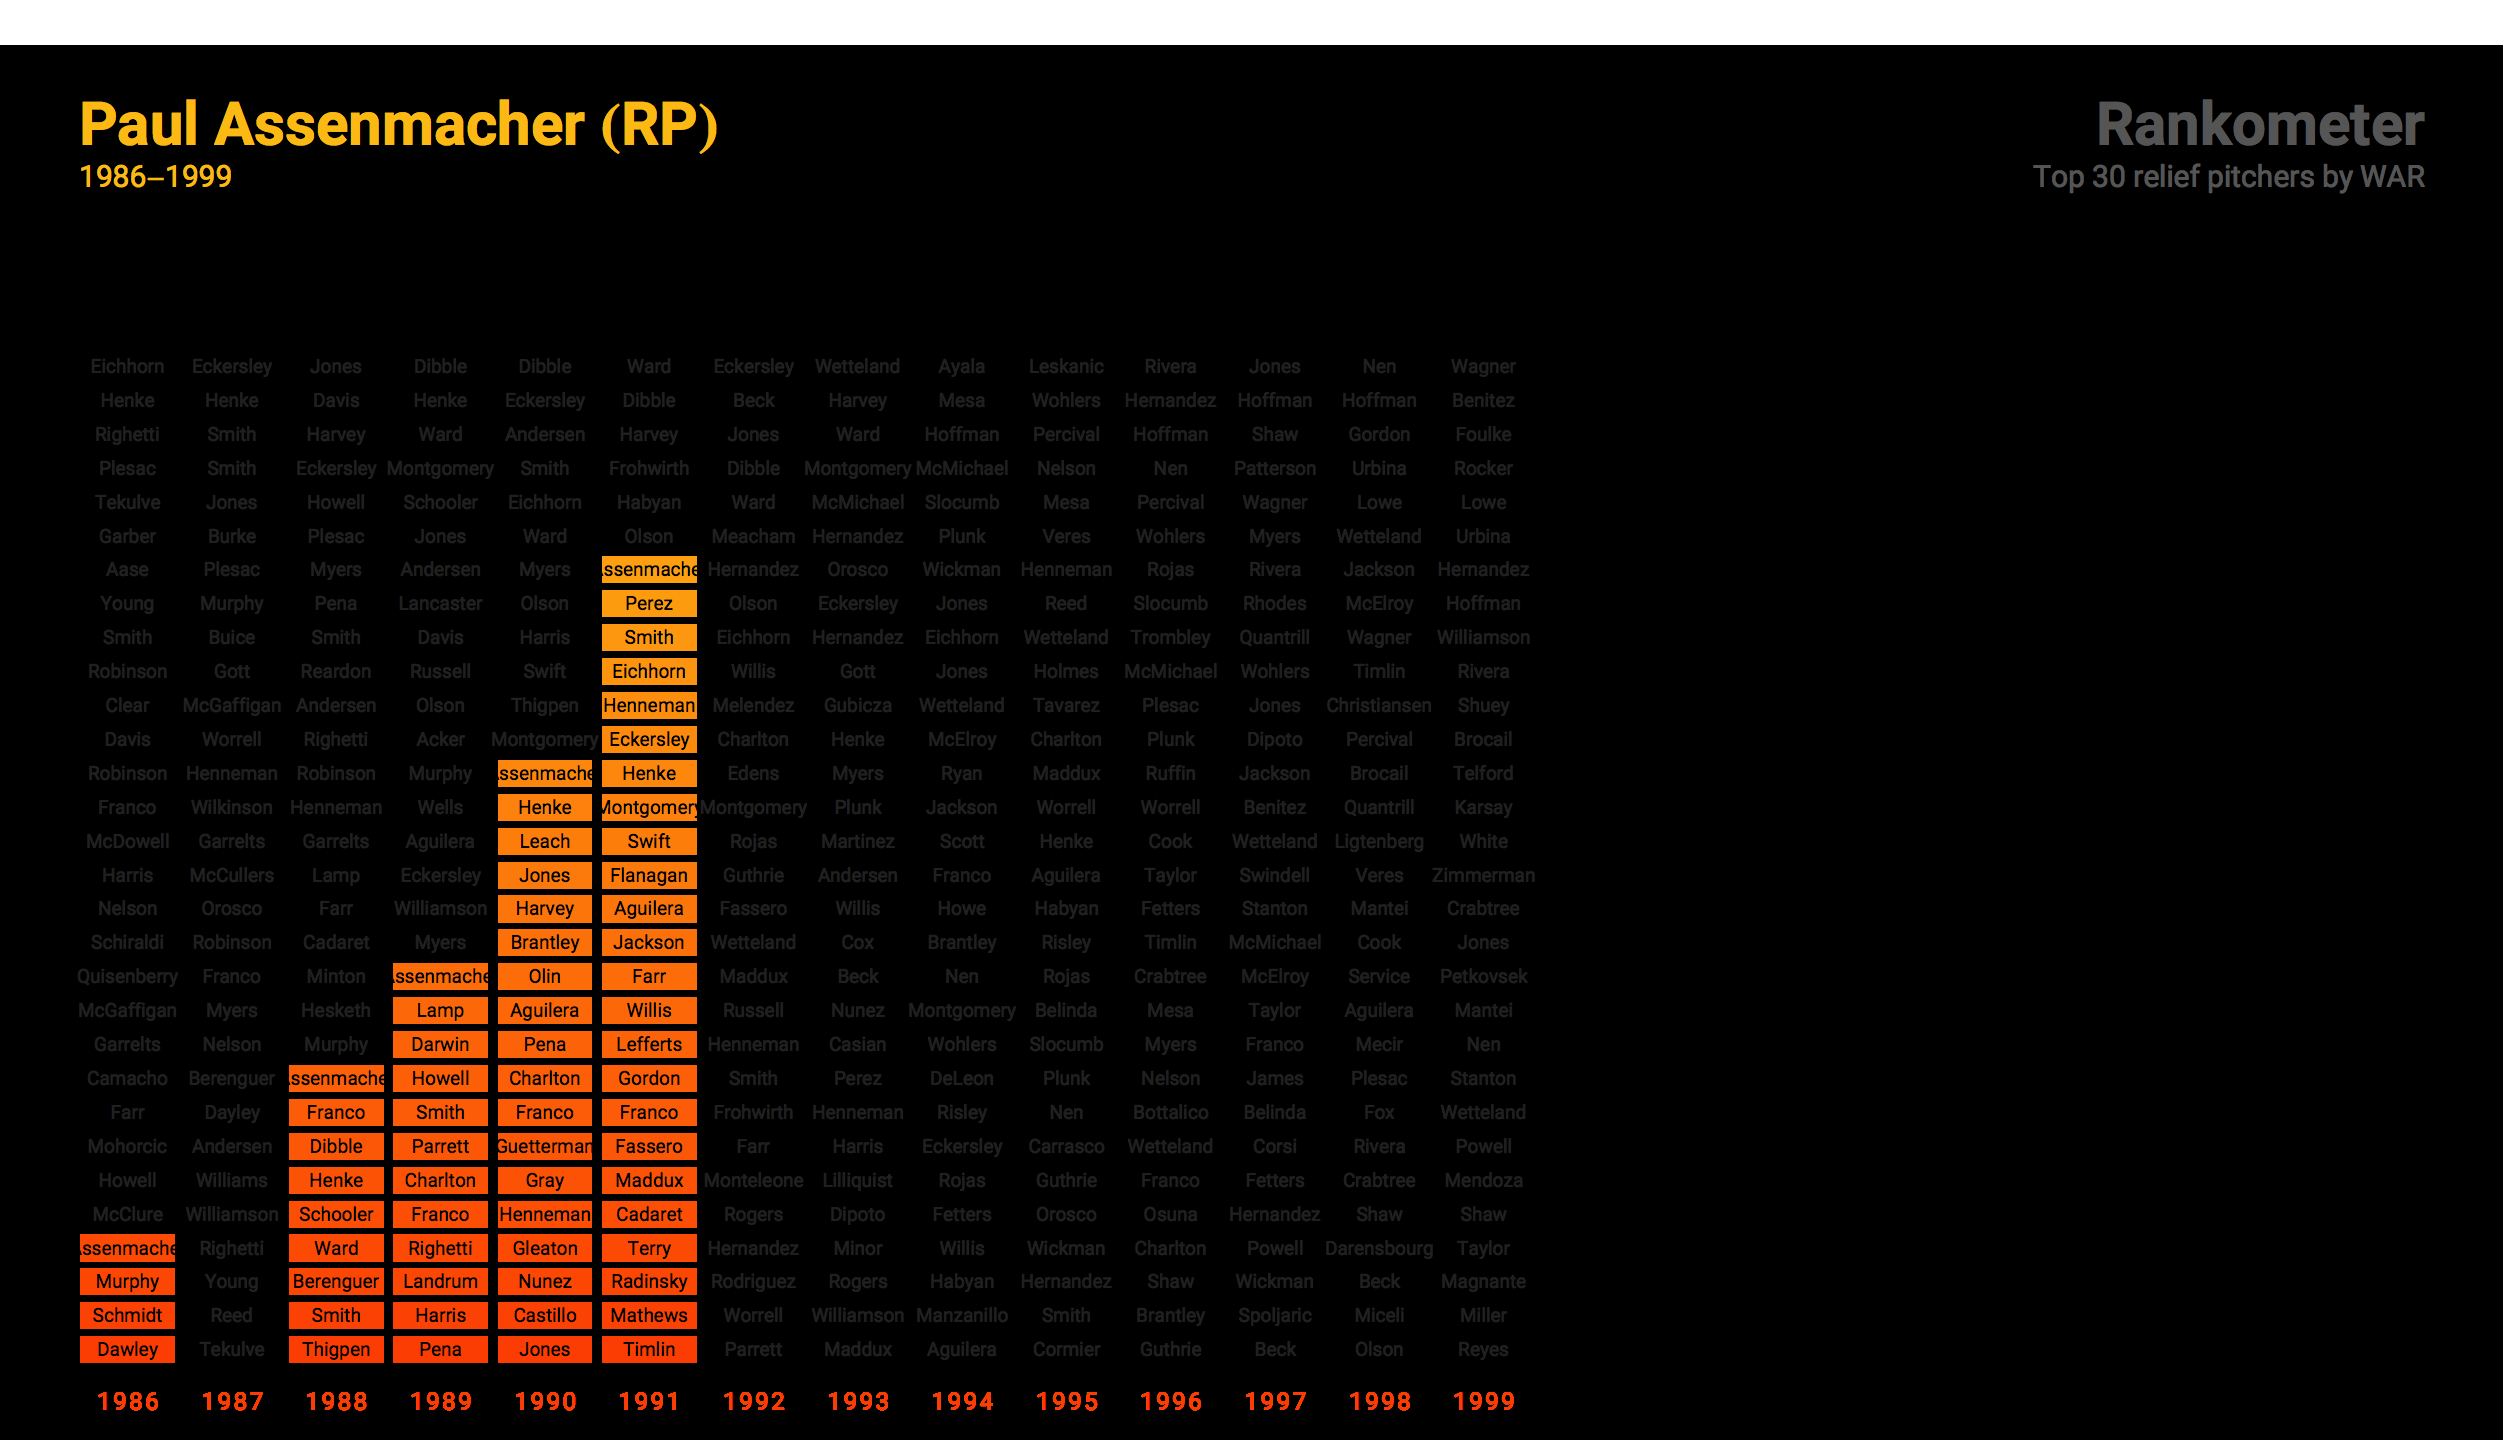 Paul Assenmacher (RP)
1986–1999
Rankometer
Top 30 relief pitchers by WAR
Eichhorn Eckersley Jones Dibble Dibble Ward Eckersley Wetteland Ayala Leskanic Rivera Jones Nen Wagner
Henke Henke Davis Henke Eckersley Dibble Beck Harvey Mesa Wohlers Hernandez Hoffman Hoffman Benitez
Righetti Smith Harvey Ward Andersen Harvey Jones Ward Hoffman Percival Hoffman Shaw Gordon Foulke
Plesac Smith Eckersley Montgomery Smith Frohwirth Dibble Montgomery McMichael Nelson Nen Patterson Urbina Rocker
Tekulve Jones Howell Schooler Eichhorn Habyan Ward McMichael Slocumb Mesa Percival Wagner Lowe Lowe
Garber Burke Plesac Jones Ward Olson Meacham Hernandez Plunk Veres Wohlers Myers Wetteland Urbina
Aase Plesac Myers Andersen Myers ssenmache Hernandez Orosco Wickman Henneman Rojas Rivera Jackson Hernandez
Young Murphy Pena Lancaster Olson Perez Olson Eckersley Jones Reed Slocumb Rhodes McElroy Hoffman
Smith Buice Smith Davis Harris Smith Eichhorn Hernandez Eichhorn Wetteland Trombley Quantrill Wagner Williamson
Robinson Gott Reardon Russell Swift Eichhorn Willis Gott Jones Holmes McMichael Wohlers Timlin Rivera
Clear McGaffigan Andersen Olson Thigpen Henneman Melendez Gubicza Wetteland Tavarez Plesac Jones Christiansen Shuey
Davis Worrell Righetti Acker Montgomery Eckersley Charlton Henke McElroy Charlton Plunk Dipoto Percival Brocail
Robinson Henneman Robinson Murphy ssenmache Henke Edens Myers Ryan Maddux Ruffin Jackson Brocail Telford
Franco Wilkinson Henneman Wells Henke Montgomery Montgomery Plunk Jackson Worrell Worrell Benitez Quantrill Karsay
McDowell Garrelts Garrelts Aguilera Leach Swift Rojas Martinez Scott Henke Cook Wetteland Ligtenberg White
Harris McCullers Lamp Eckersley Jones Flanagan Guthrie Andersen Franco Aguilera Taylor Swindell Veres Zimmerman
Nelson Orosco Farr Williamson Harvey Aguilera Fassero Willis Howe Habyan Fetters Stanton Mantei Crabtree
Schiraldi Robinson Cadaret Myers Brantley Jackson Wetteland Cox Brantley Risley Timlin McMichael Cook Jones
Quisenberry Franco Minton ssenmache Olin Farr Maddux Beck Nen Rojas Crabtree McElroy Service Petkovsek
McGaffigan Myers Hesketh Lamp Aguilera Willis Russell Nunez Montgomery Belinda Mesa Taylor Aguilera Mantei
Garrelts Nelson Murphy Darwin Pena Lefferts Henneman Casian Wohlers Slocumb Myers Franco Mecir Nen
Camacho Berenguer ssenmache Howell Charlton Gordon Smith Perez DeLeon Plunk Nelson James Plesac Stanton
Farr Dayley Franco Smith Franco Franco Frohwirth Henneman Risley Nen Bottalico Belinda Fox Wetteland
Mohorcic Andersen Dibble Parrett Guetterman Fassero Farr Harris Eckersley Carrasco Wetteland Corsi Rivera Powell
Howell Williams Henke Charlton Gray Maddux Monteleone Lilliquist Rojas Guthrie Franco Fetters Crabtree Mendoza
McClure Williamson Schooler Franco Henneman Cadaret Rogers Dipoto Fetters Orosco Osuna Hernandez Shaw Shaw
ssenmache Righetti Ward Righetti Gleaton Terry Hernandez Minor Willis Wickman Charlton Powell Darensbourg Taylor
Murphy Young Berenguer Landrum Nunez Radinsky Rodriguez Rogers Habyan Hernandez Shaw Wickman Beck Magnante
Schmidt Reed Smith Harris Castillo Mathews Worrell Williamson Manzanillo Smith Brantley Spoljaric Miceli Miller
Dawley Tekulve Thigpen Pena Jones Timlin Parrett Maddux Aguilera Cormier Guthrie Beck Olson Reyes
1986 1987 1988 1989 1990 1991 1992 1993 1994 1995 1996 1997 1998 1999